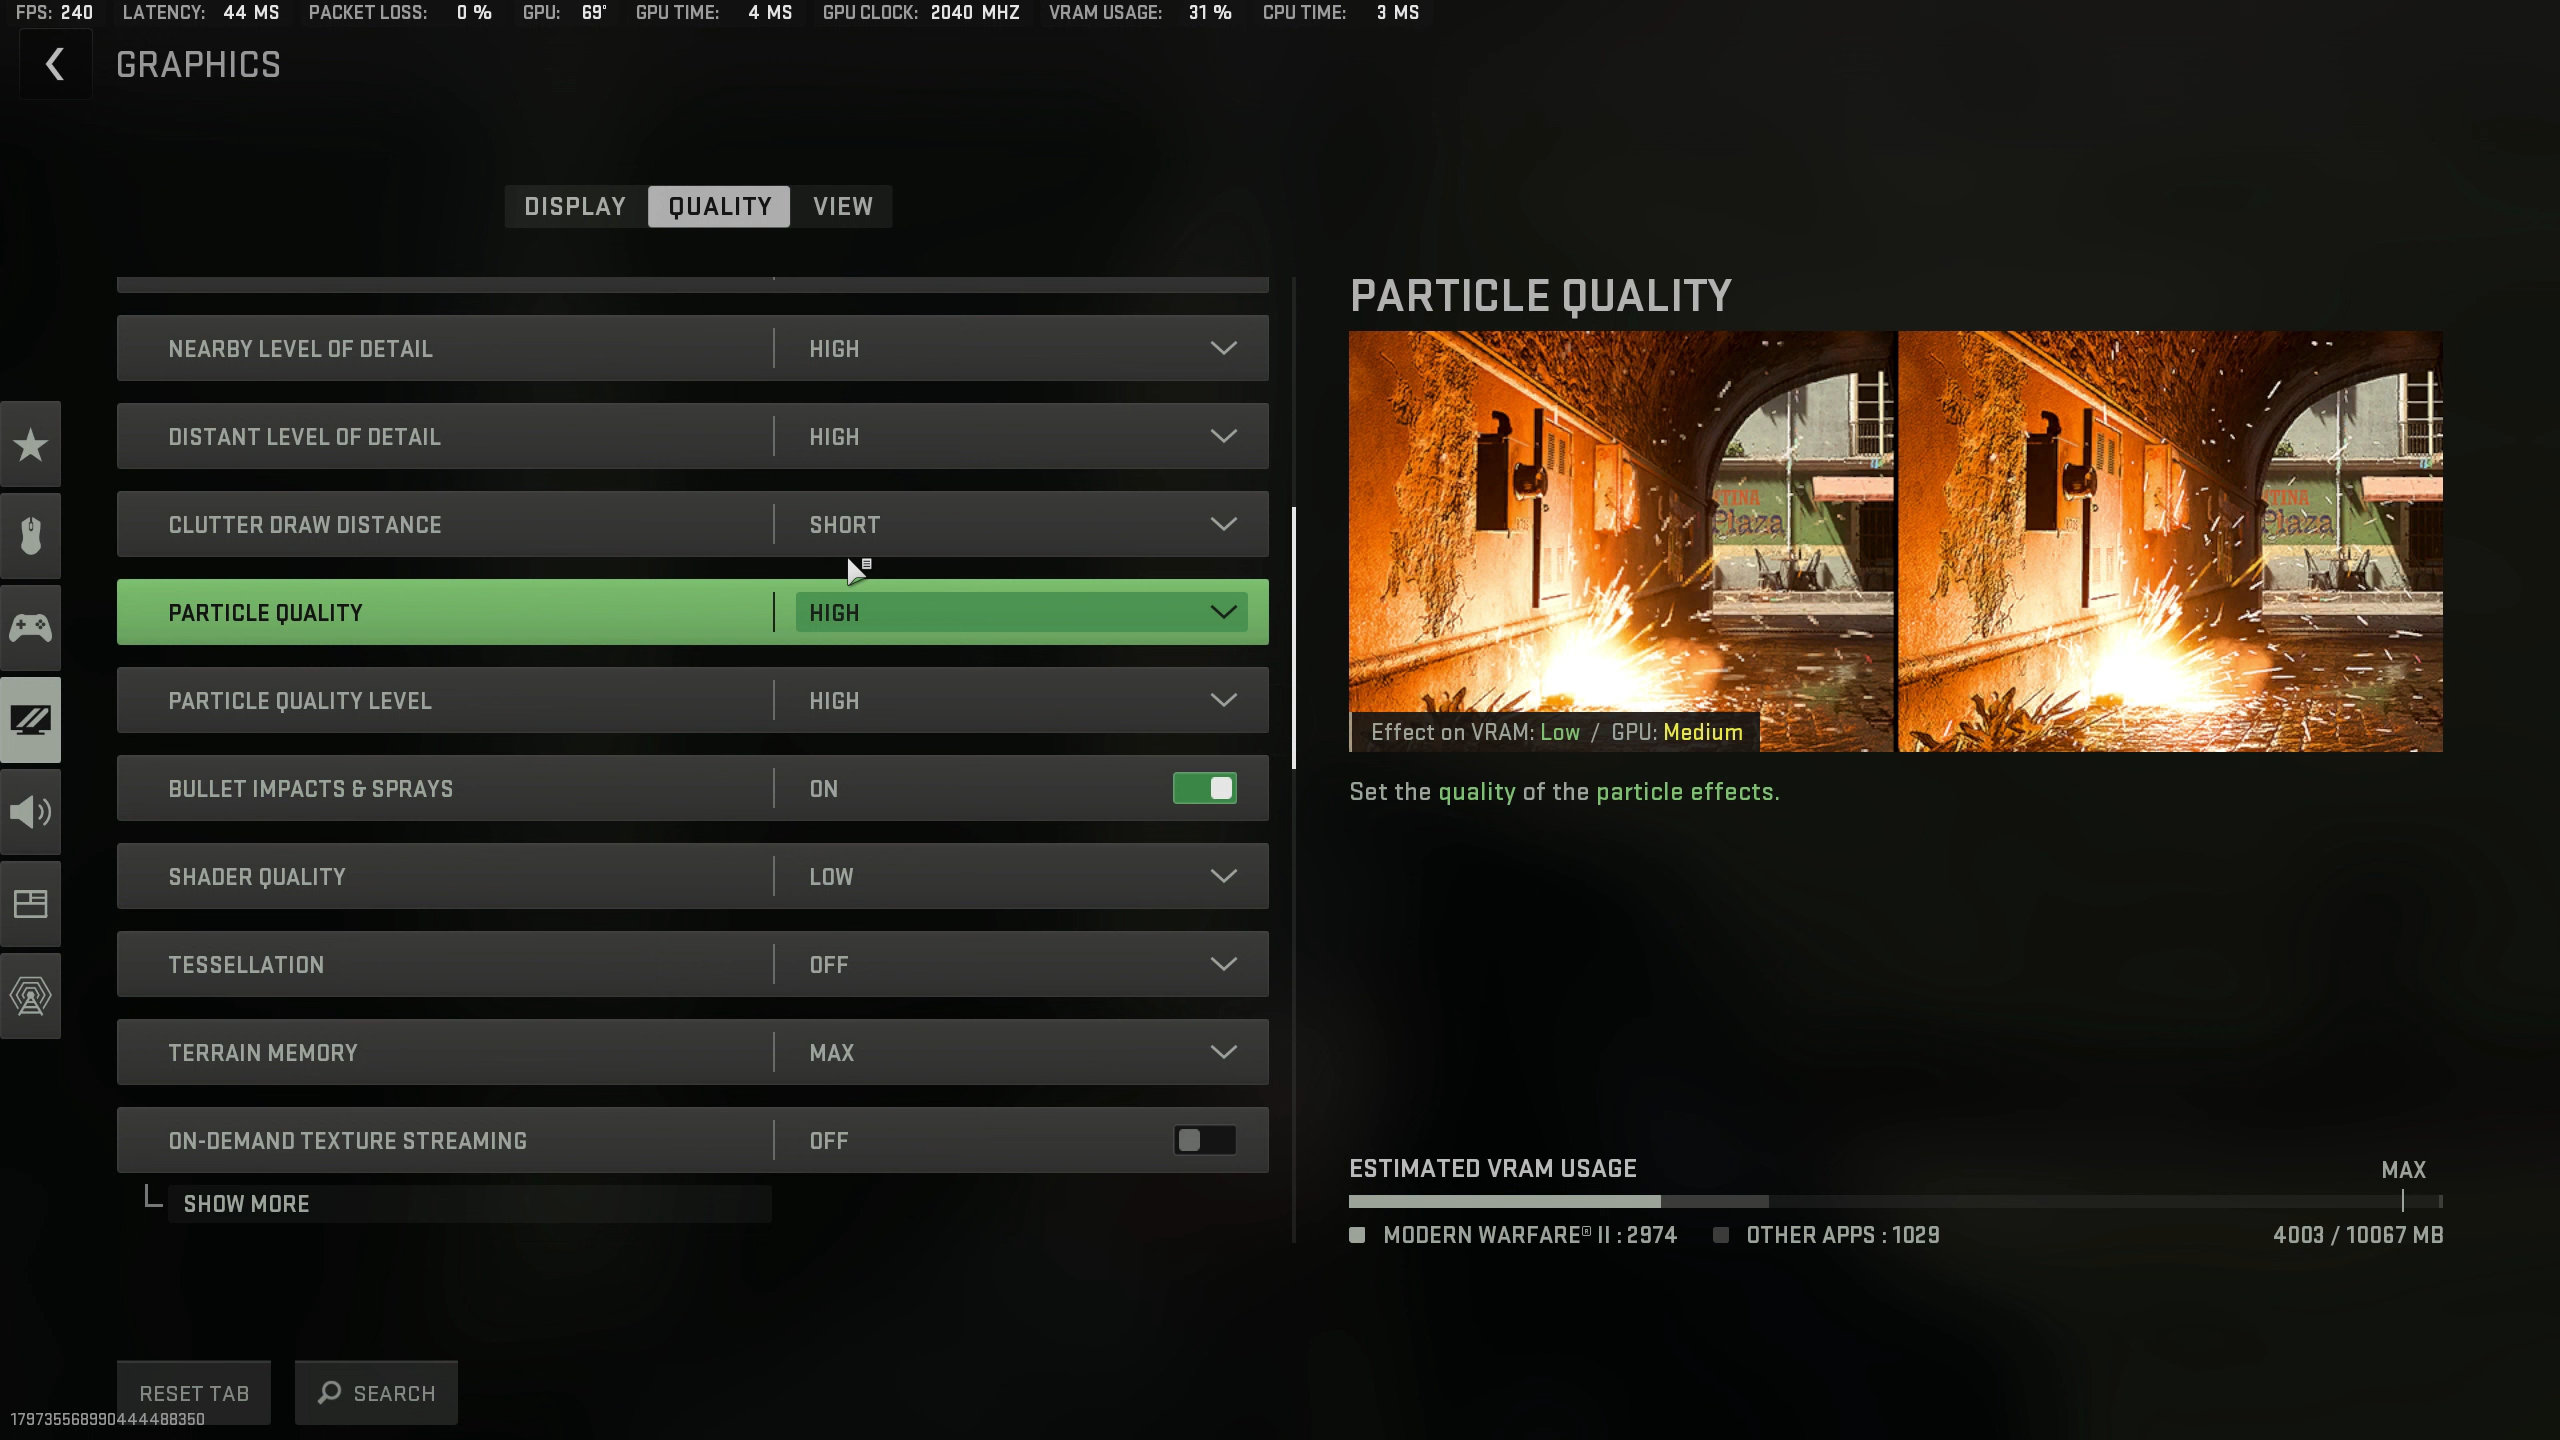 FPS: 240 LATENCY: 44 MS PACKET LOSS: 0 % GPU: 69° GPU TIME: 4 MS GPU CLOCK: 2040 MHZ VRAM USAGE: 31 % CPU TIME: 3 MS
GRAPHICS
DISPLAY QUALITY VIEW
NEARBY LEVEL OF DETAIL HIGH
DISTANT LEVEL OF DETAIL HIGH
CLUTTER DRAW DISTANCE SHORT
PARTICLE QUALITY HIGH
PARTICLE QUALITY LEVEL HIGH
BULLET IMPACTS & SPRAYS ON
SHADER QUALITY LOW
TESSELLATION OFF
TERRAIN MEMORY MAX
ON-DEMAND TEXTURE STREAMING OFF
SHOW MORE
PARTICLE QUALITY
TINA
Plaza
TINA
Plaza
Effect on VRAM: Low / GPU: Medium
Set the quality of the particle effects.
ESTIMATED VRAM USAGE MAX
MODERN WARFARE® II : 2974 OTHER APPS : 1029 4003 / 10067 MB
RESET TAB SEARCH
179735568990444488350